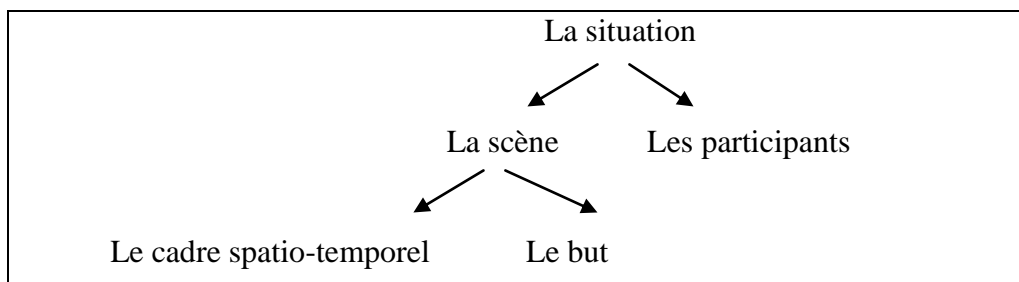 La situation
La scène Les participants
Le cadre spatio-temporel Le but